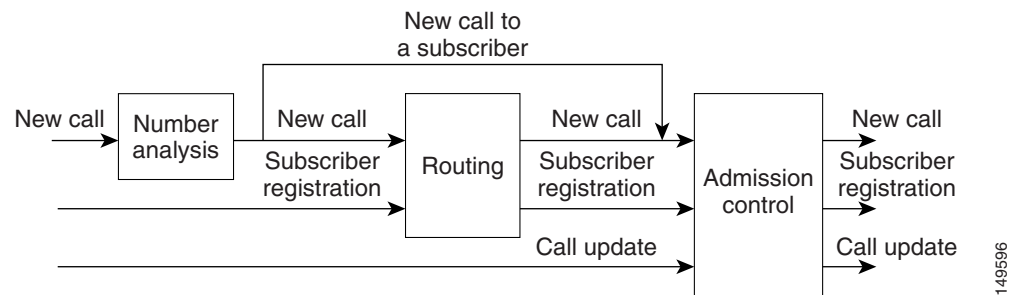 New call to
a subscriber
New call
Number
analysis
New call
Subscriber
registration
Routing
New call
Subscriber
registration
Admission
control
New call
Subscriber
registration
Call update
Call update
149596